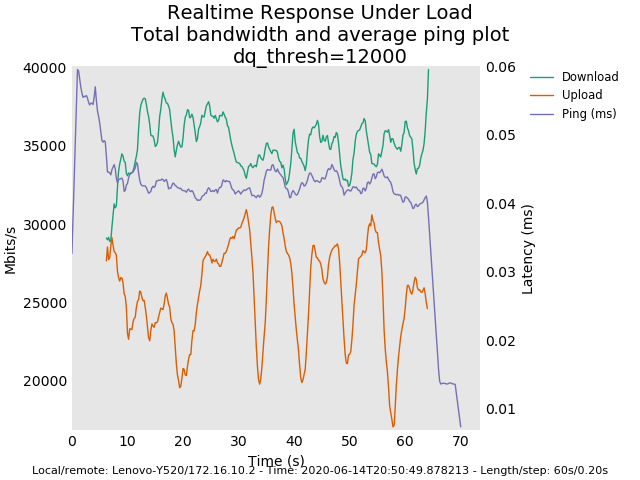 Realtime Response Under Load
Total bandwidth and average ping plot
dq_thresh=12000
40000
35000
30000
25000
20000
Mbits/s
0.06
0.05
0.04
0.03
0.02
0.01
Latency (ms)
Download
Upload
Ping (ms)
0 10 20 30 40 50 60 70
Time (s)
Local/remote: Lenovo-Y520/172.16.10.2 - Time: 2020-06-14T20:50:49.878213 - Length/step: 60s/0.20s